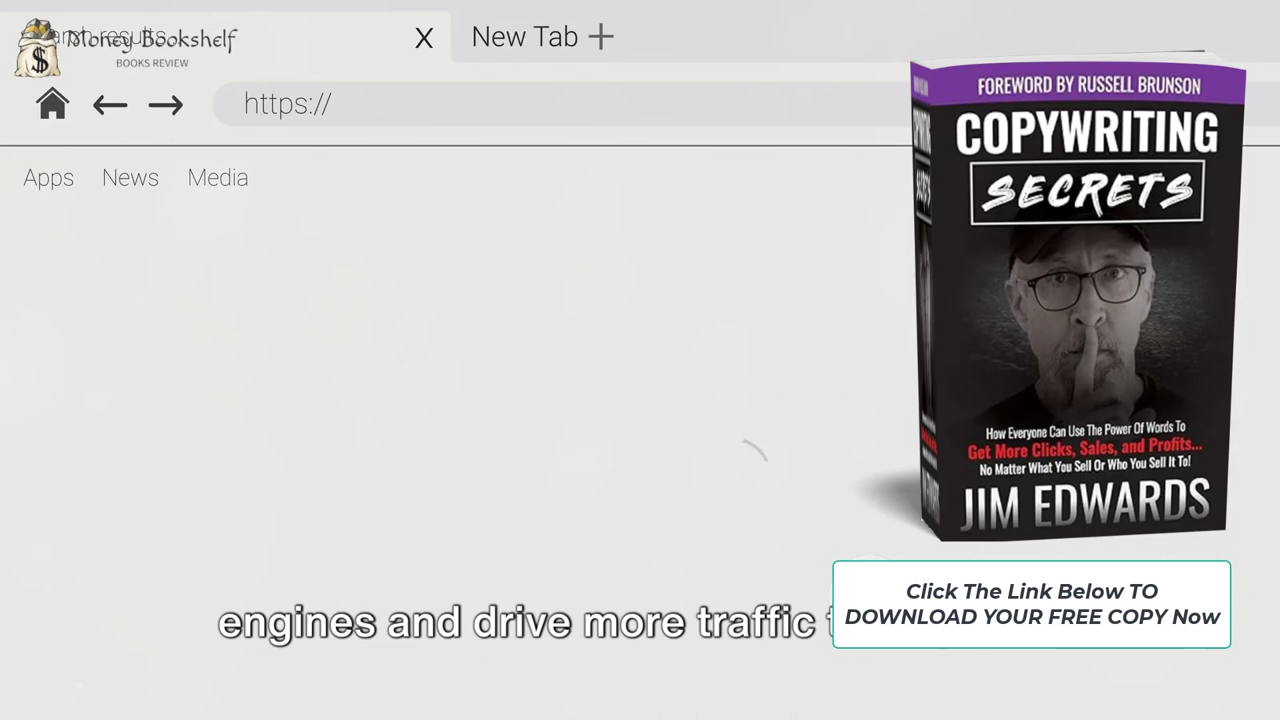 Money Bookshelf
BOOKS REVIEW
X
New Tab +
https://
Apps News Media
FOREWORD BY RUSSELL BRUNSON
COPYWRITING
SECRETS
How Everyone Can Use The Power Of Words To
Get More Clicks, Sales, and Profits...
No Matter What You Sell Or Who You Sell It To!
JIM EDWARDS
Click The Link Below TO
DOWNLOAD YOUR FREE COPY Now
engines and drive more traffic